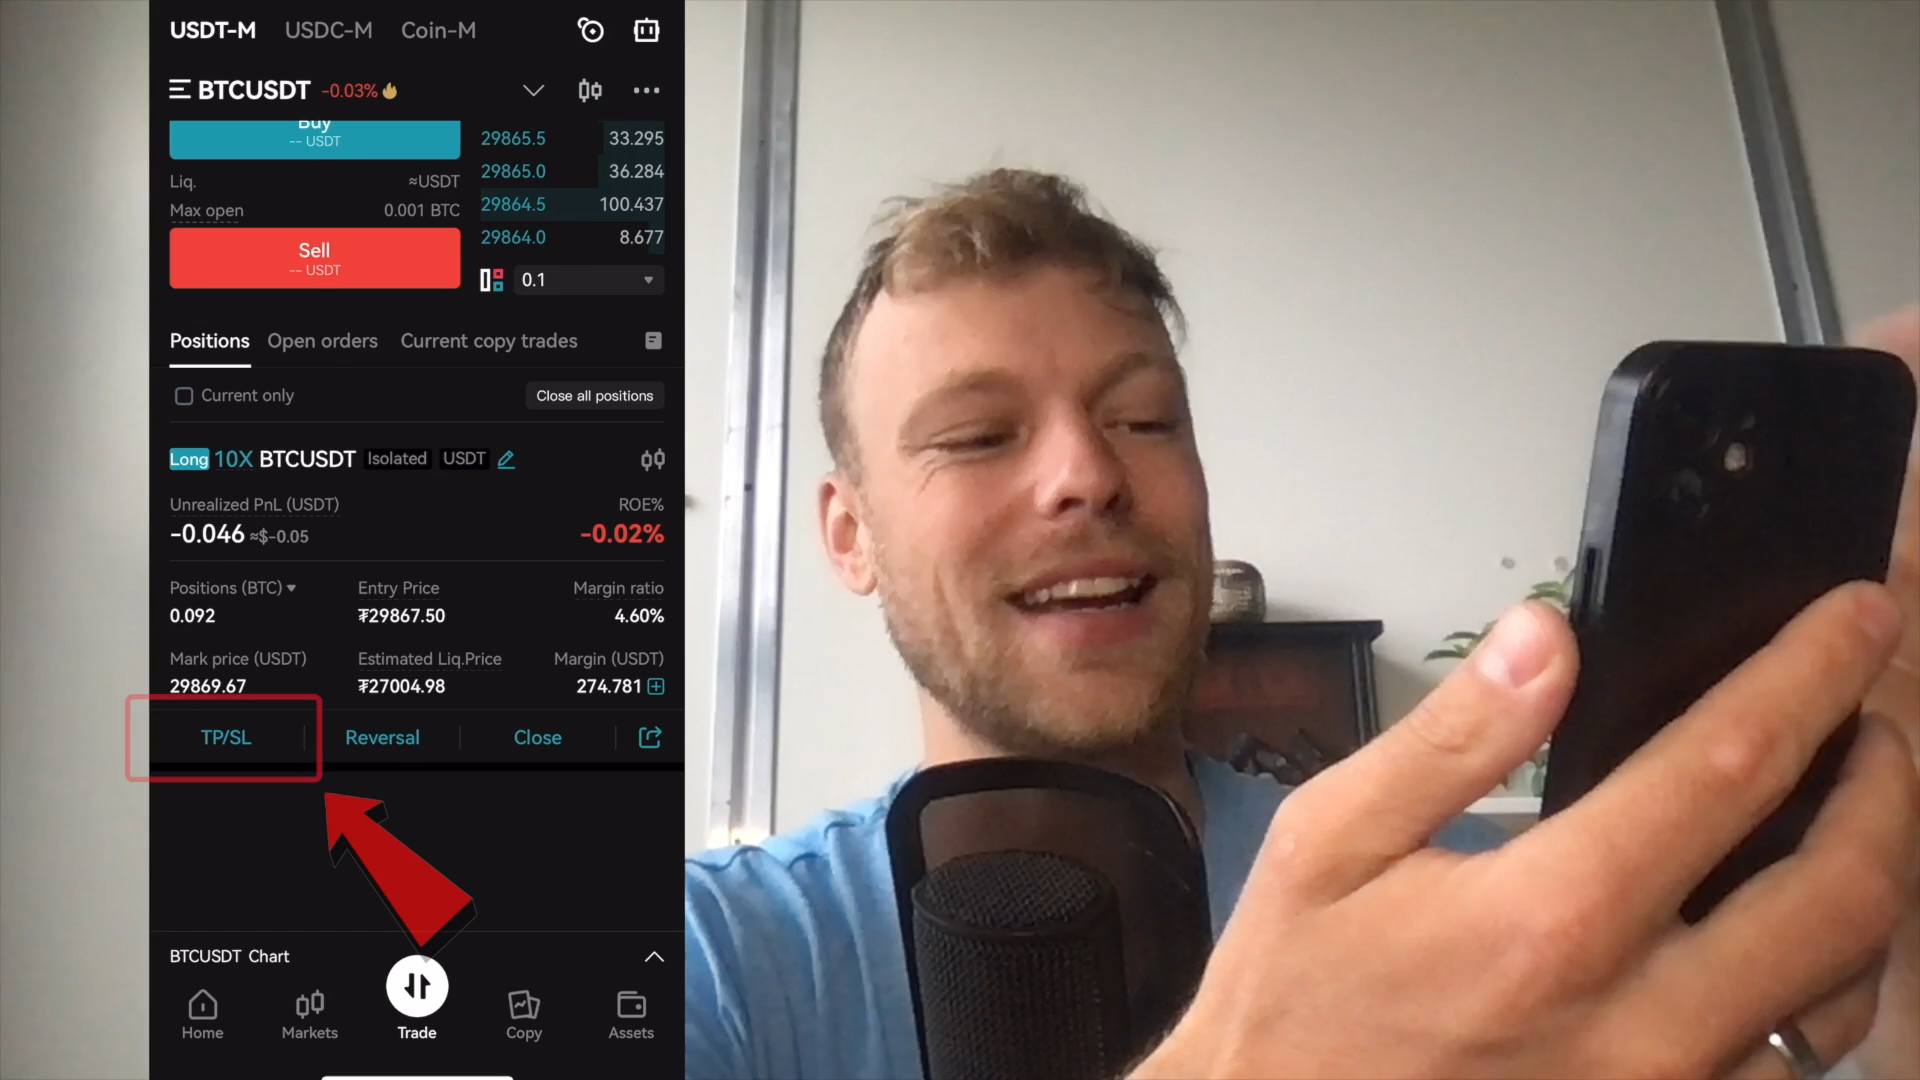 USDT-M USDC-M Coin-M
BTCUSDT -0.03%
Buy
-- USDT
Liq. ≈USDT
Max open 0.001 BTC
Sell
-- USDT
29865.5 33.295
29865.0 36.284
29864.5 100.437
29864.0 8.677
0.1
Positions Open orders Current copy trades
Current only Close all positions
Long 10X BTCUSDT Isolated USDT
Unrealized PnL (USDT) ROE%
-0.046 ≈$-0.05 -0.02%
Positions (BTC) Entry Price Margin ratio
0.092 ₮29867.50 4.60%
Mark price (USDT) Estimated Liq.Price Margin (USDT)
29869.67 ₮27004.98 274.781
TP/SL Reversal Close
BTCUSDT Chart
Home Markets Trade Copy Assets